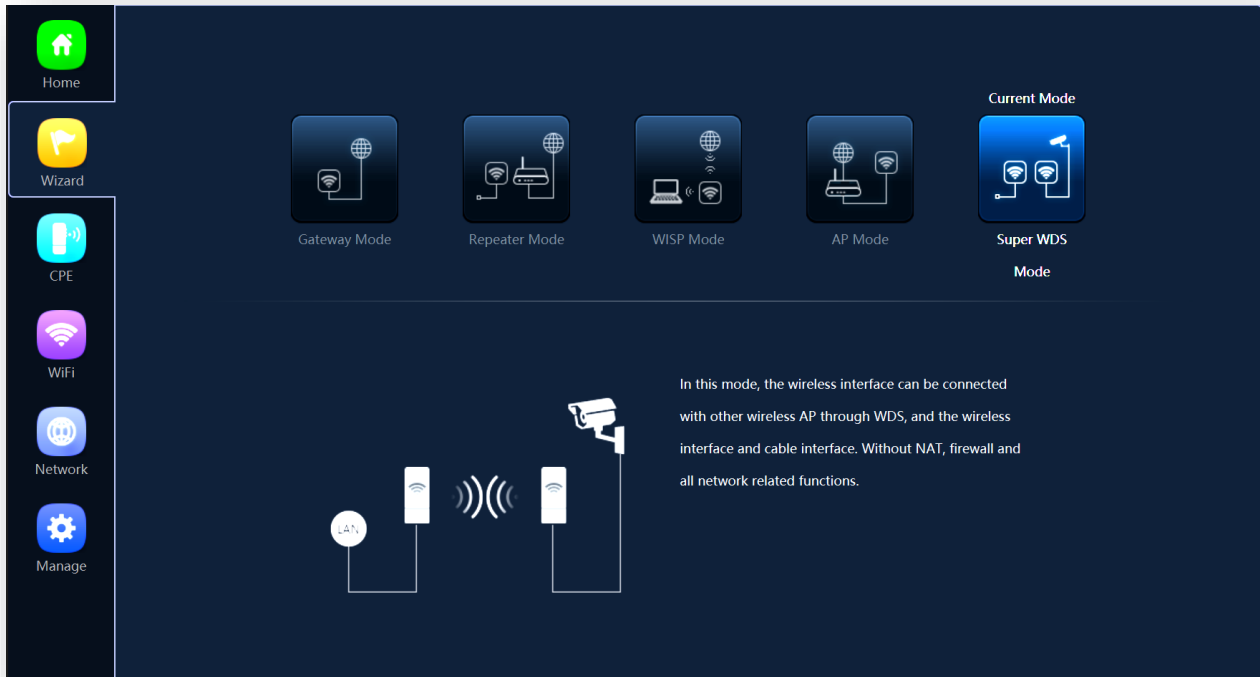 Home
Wizard
CPE
WiFi
Network
Manage
Current Mode
Gateway Mode
Repeater Mode
WISP Mode
AP Mode
Super WDS
Mode
In this mode, the wireless interface can be connected
with other wireless AP through WDS, and the wireless
interface and cable interface. Without NAT, firewall and
all network related functions.
LAN